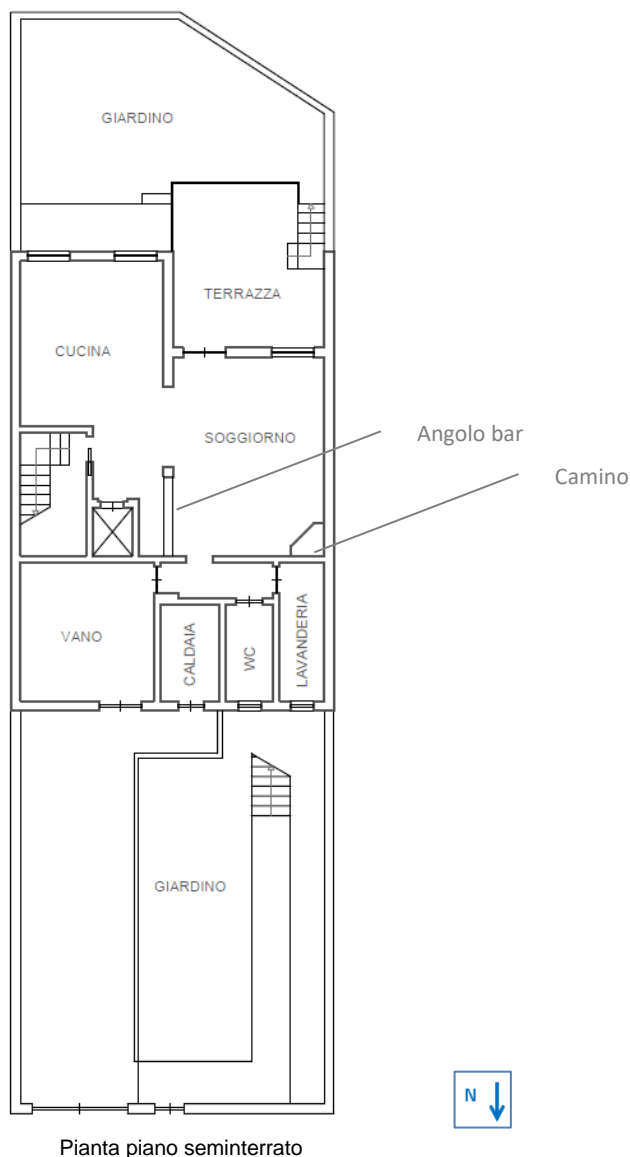 GIARDINO
TERRAZZA
CUCINA
SOGGIORNO
Angolo bar
Camino
VANO
CALDAIA
WC
LAVANDERIA
GIARDINO
N
Pianta piano seminterrato